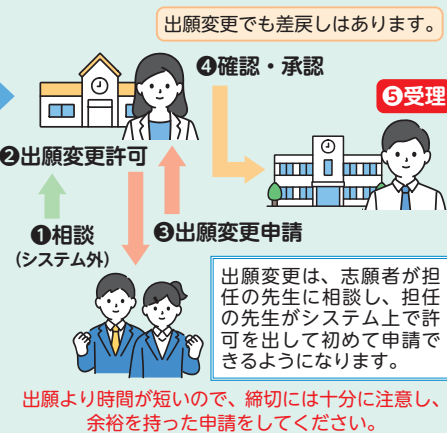 出願変更でも差戻しはあります。
❹確認・承認
❺受理
❷出願変更許可
❶相談
(システム外)
❸出願変更申請
出願変更は、志願者が担
任の先生に相談し、担任
の先生がシステム上で許
可を出して初めて申請で
きるようになります。
出願より時間が短いので、締切には十分に注意し、
余裕を持った申請をしてください。